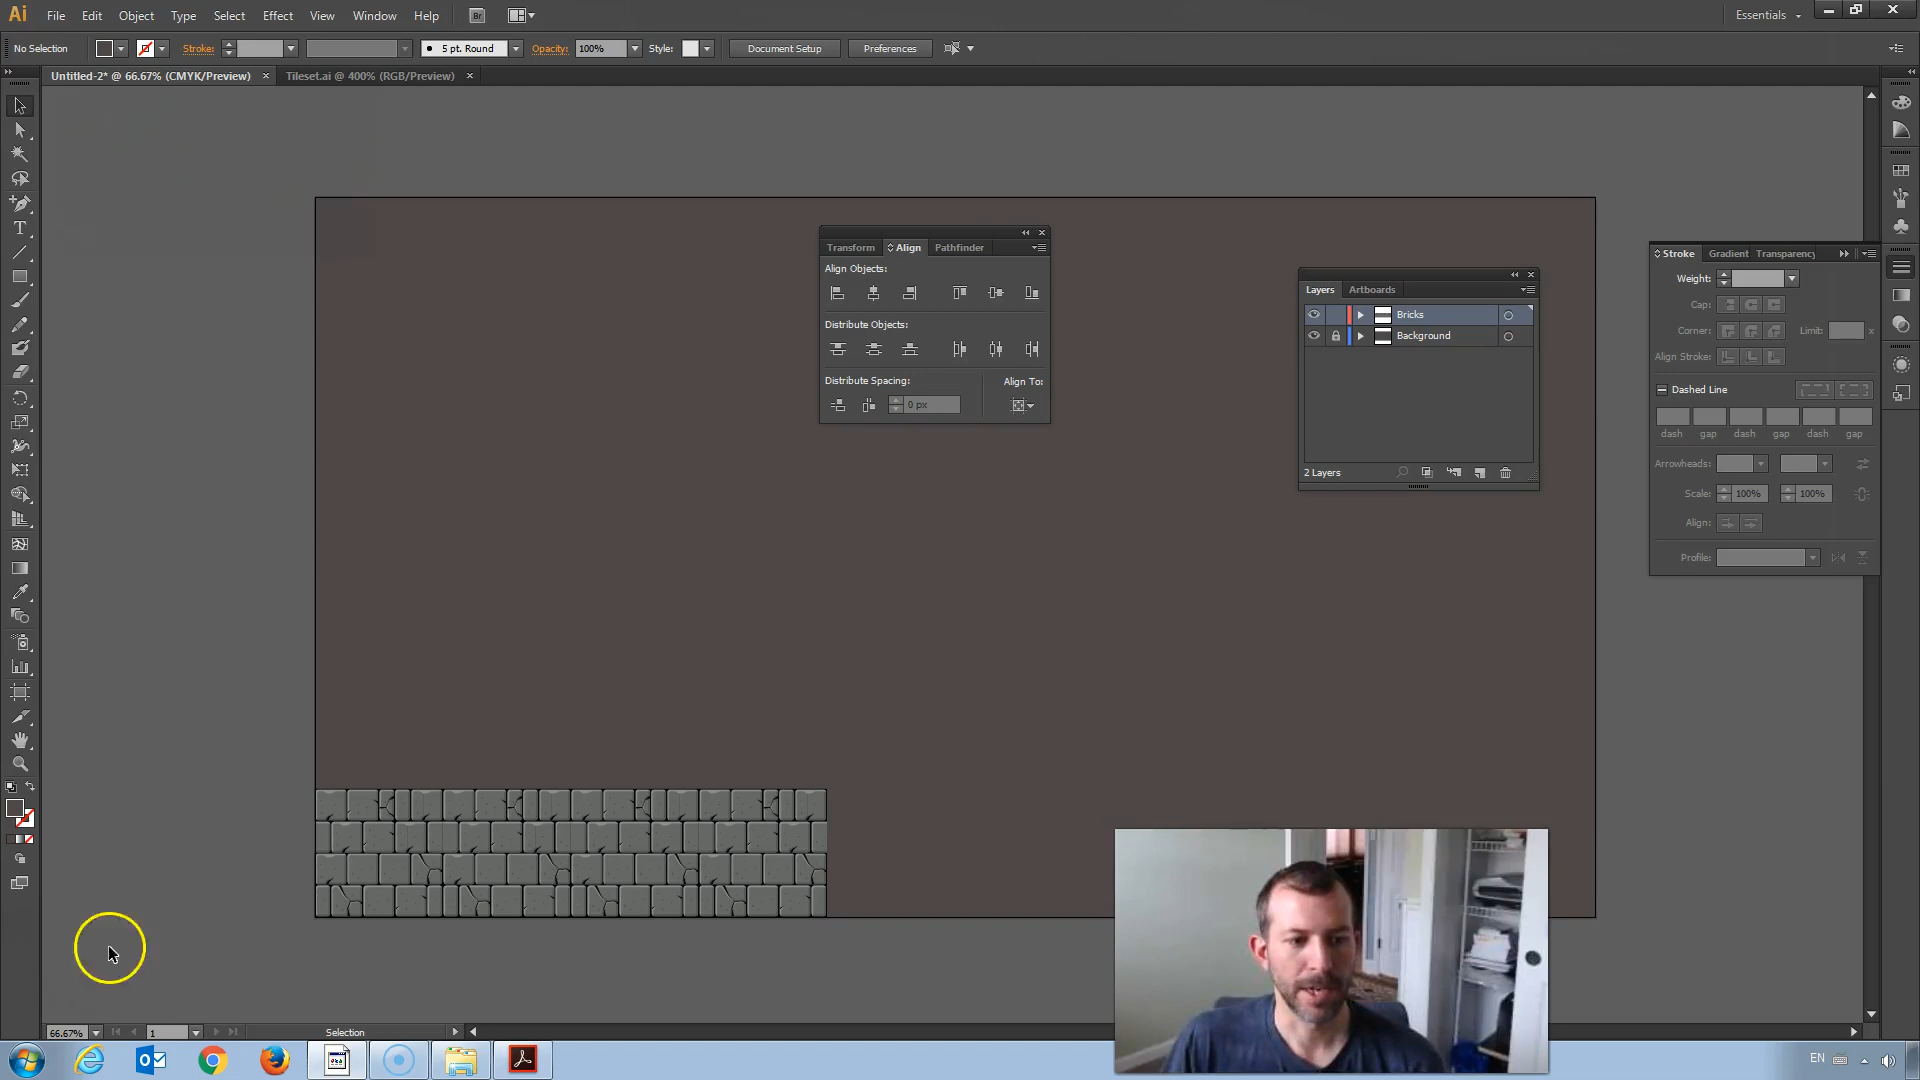 Ai File Edit Object Type Select Effect View Window Help Br Essentials
No Selection Stroke: 5 pt. Round Opacity: 100% Style: Document Setup Preferences
Untitled-2* @ 66.67% (CMYK/Preview) × Tileset.ai @ 400% (RGB/Preview) ×
Transform Align Pathfinder
Align Objects:
Distribute Objects:
Distribute Spacing: Align To:
0 px
Layers Artboards
Bricks
Background
2 Layers
Stroke Gradient Transparency
Weight:
Cap:
Corner: Limit: x
Align Stroke:
Dashed Line
dash gap dash gap dash gap
Arrowheads:
Scale: 100% 100%
Align:
Profile:
66.67% 1 Selection
EN